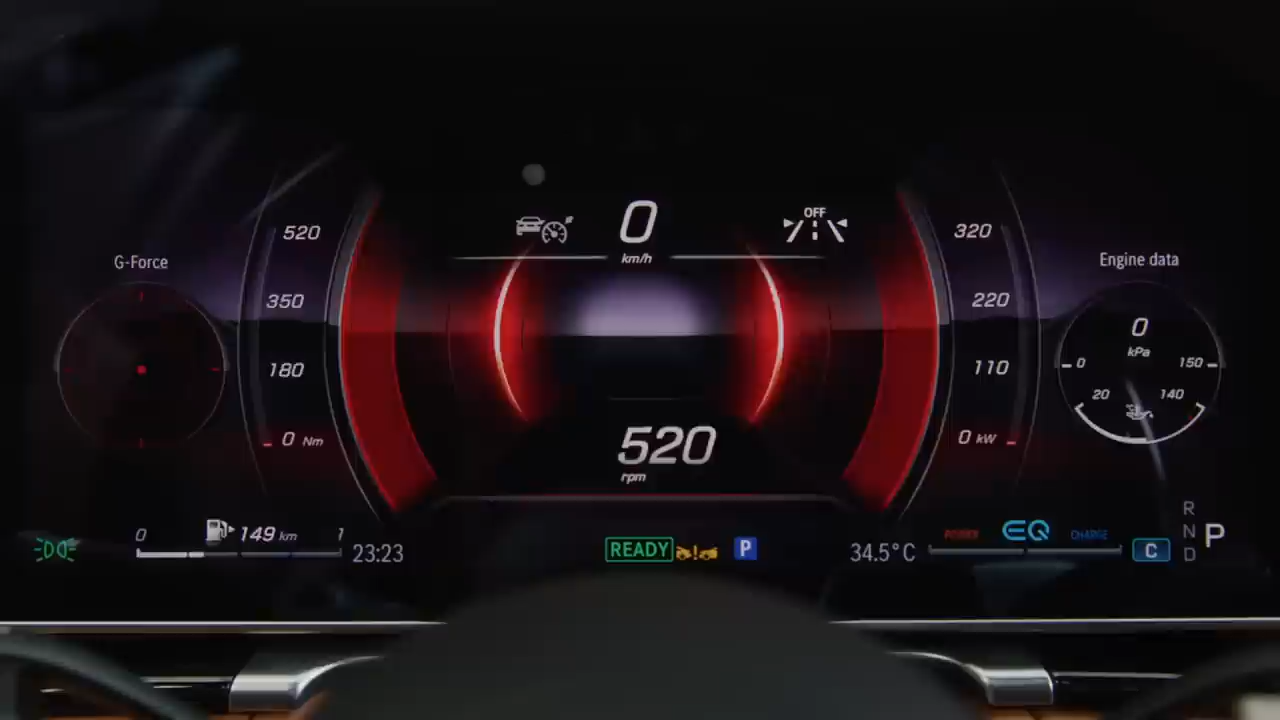 OFF
0
km/h
520
350
180
0 Nm
320
220
110
0 kW
G-Force
Engine data
0
kPa
0
150
20
140
520
rpm
0
149 km
1
23:23
READY
P
34.5°C
POWER
EQ
CHARGE
C
R
N
D
P